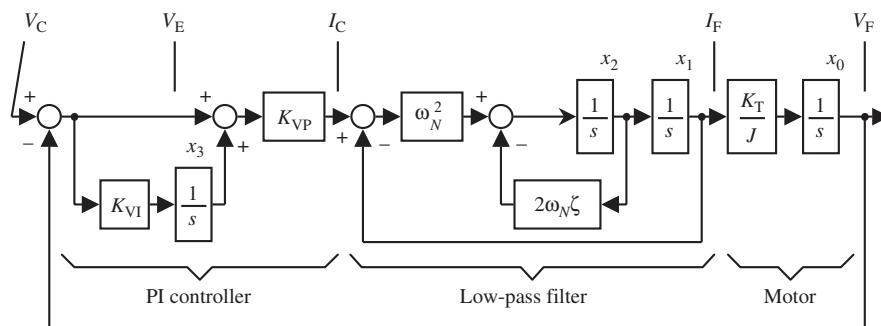 V_C V_E I_C I_F V_F
x_2 x_1 x_0
+ + + 1/s 1/s K_T/J 1/s
K_VP ω_N^2
− x_3 + + − −
K_VI 1/s 2ω_Nζ
PI controller Low-pass filter Motor